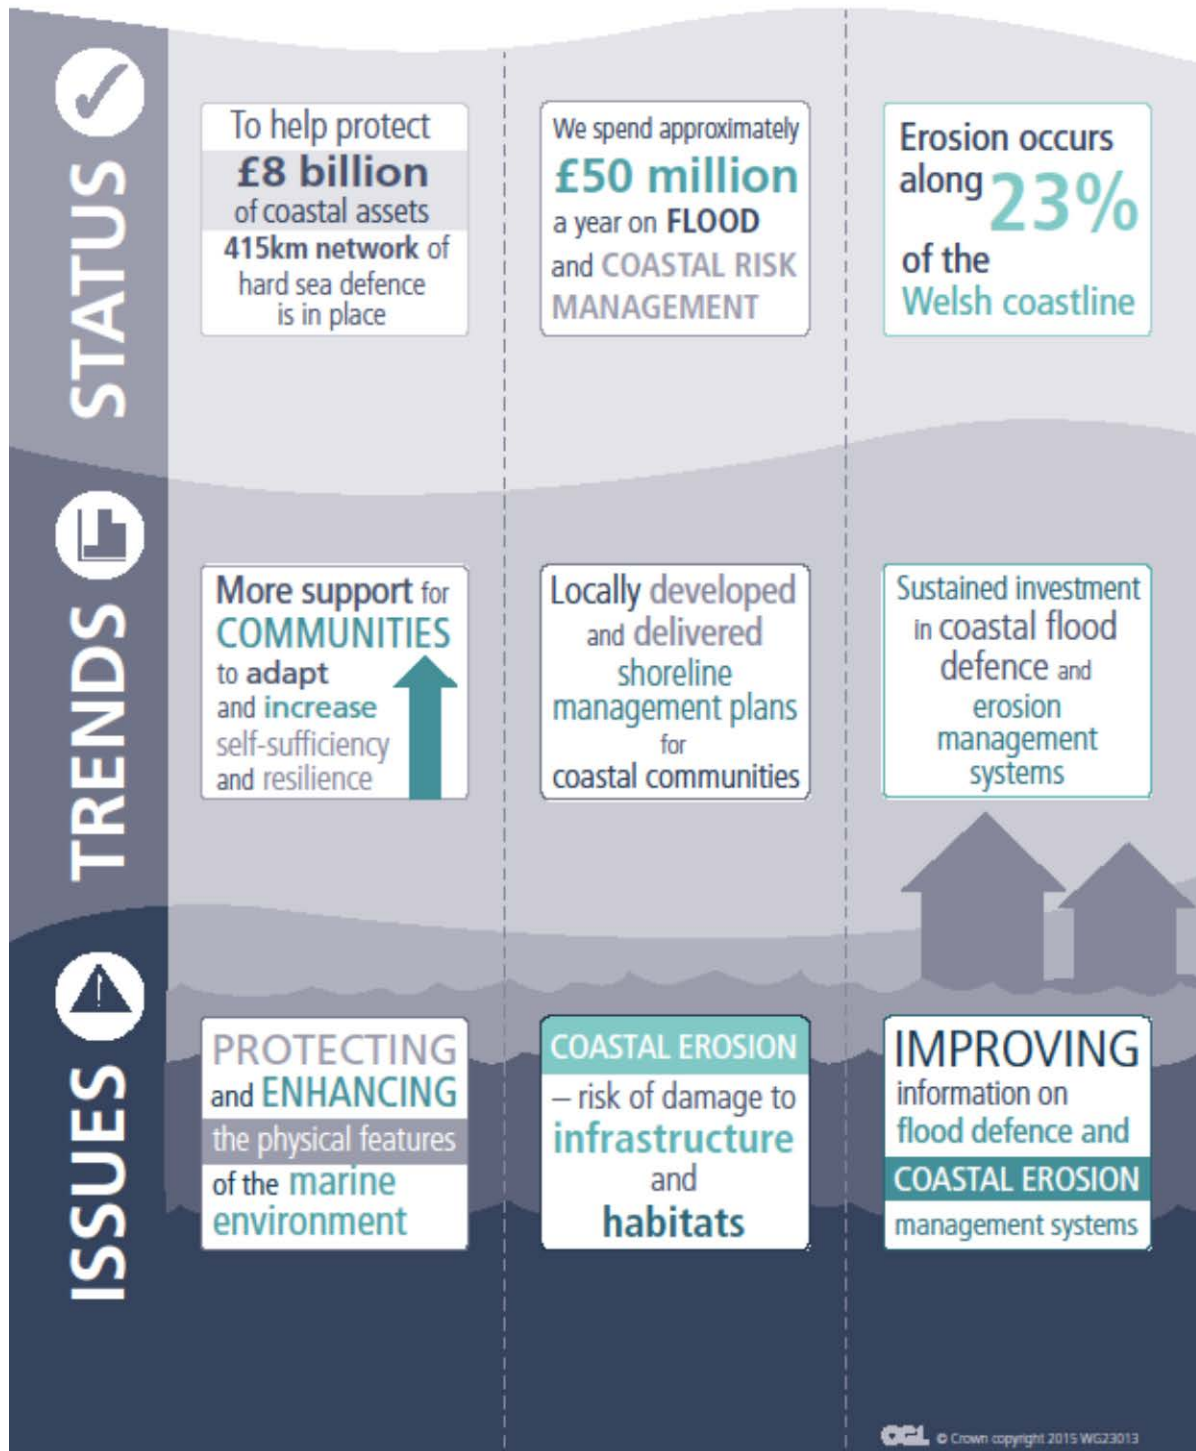 STATUS
To help protect
£8 billion
of coastal assets
415km network of
hard sea defence
is in place
We spend approximately
£50 million
a year on FLOOD
and COASTAL RISK
MANAGEMENT
Erosion occurs
along 23%
of the
Welsh coastline
TRENDS
More support for
COMMUNITIES
to adapt
and increase
self-sufficiency
and resilience
Locally developed
and delivered
shoreline
management plans
for
coastal communities
Sustained investment
in coastal flood
defence and
erosion
management
systems
ISSUES
PROTECTING
and ENHANCING
the physical features
of the marine
environment
COASTAL EROSION
– risk of damage to
infrastructure
and
habitats
IMPROVING
information on
flood defence and
COASTAL EROSION
management systems
OGL © Crown copyright 2015 WG23013